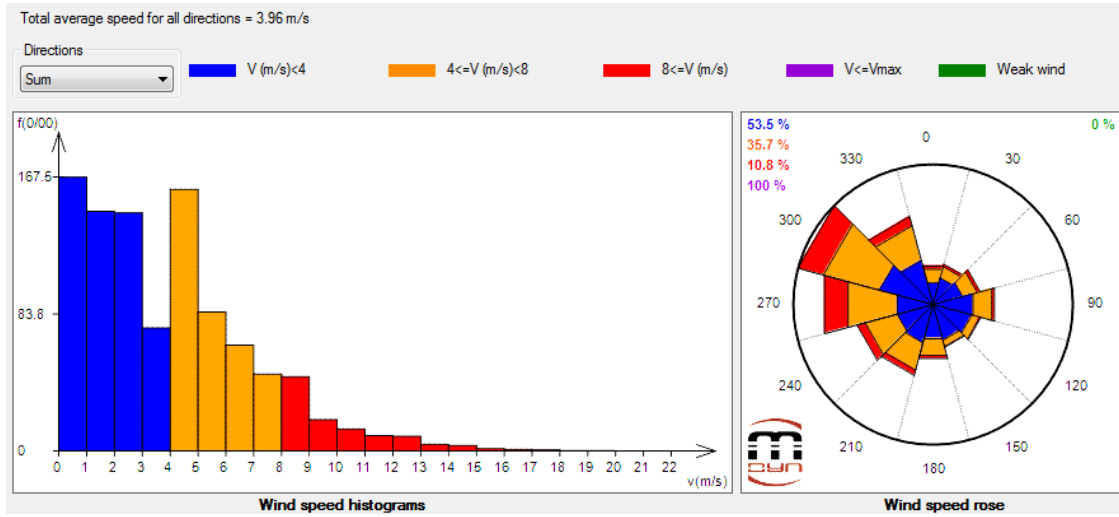 Total average speed for all directions = 3.96 m/s
Directions
Sum
V (m/s)<4
4<=V (m/s)<8
8<=V (m/s)
V<=Vmax
Weak wind
f(0/00)
167.5
83.8
0
0 1 2 3 4 5 6 7 8 9 10 11 12 13 14 15 16 17 18 19 20 21 22
v(m/s)
Wind speed histograms
53.5 %
35.7 %
10.8 %
100 %
0 %
0
30
60
90
120
150
180
210
240
270
300
330
m
Wind speed rose